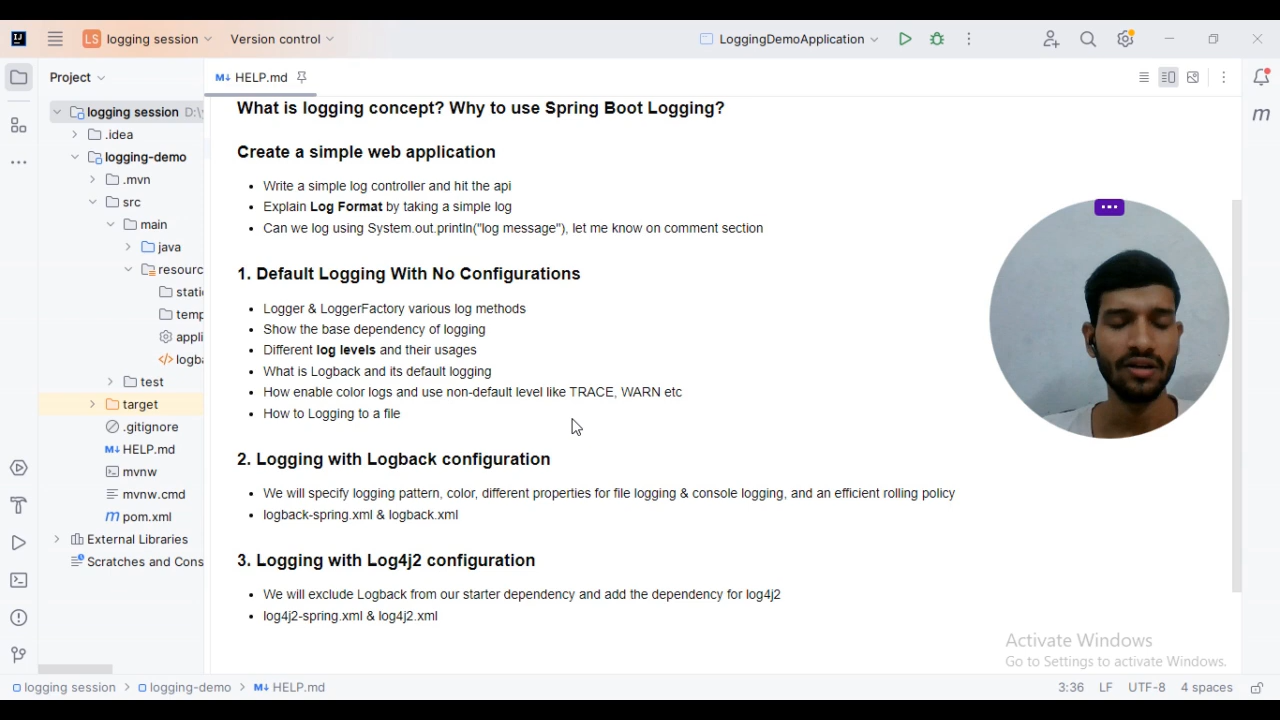 LS logging session
Version control
LoggingDemoApplication
Project
M↓ HELP.md
logging session D:\
.idea
logging-demo
.mvn
src
main
java
resourc
stati
temp
appli
logba
test
target
.gitignore
M↓ HELP.md
mvnw
mvnw.cmd
m pom.xml
External Libraries
Scratches and Cons
What is logging concept? Why to use Spring Boot Logging?
Create a simple web application
• Write a simple log controller and hit the api
• Explain Log Format by taking a simple log
• Can we log using System.out.println("log message"), let me know on comment section
1. Default Logging With No Configurations
• Logger & LoggerFactory various log methods
• Show the base dependency of logging
• Different log levels and their usages
• What is Logback and its default logging
• How enable color logs and use non-default level like TRACE, WARN etc
• How to Logging to a file
2. Logging with Logback configuration
• We will specify logging pattern, color, different properties for file logging & console logging, and an efficient rolling policy
• logback-spring.xml & logback.xml
3. Logging with Log4j2 configuration
• We will exclude Logback from our starter dependency and add the dependency for log4j2
• log4j2-spring.xml & log4j2.xml
Activate Windows
Go to Settings to activate Windows.
logging session > logging-demo > M↓ HELP.md
3:36 LF UTF-8 4 spaces